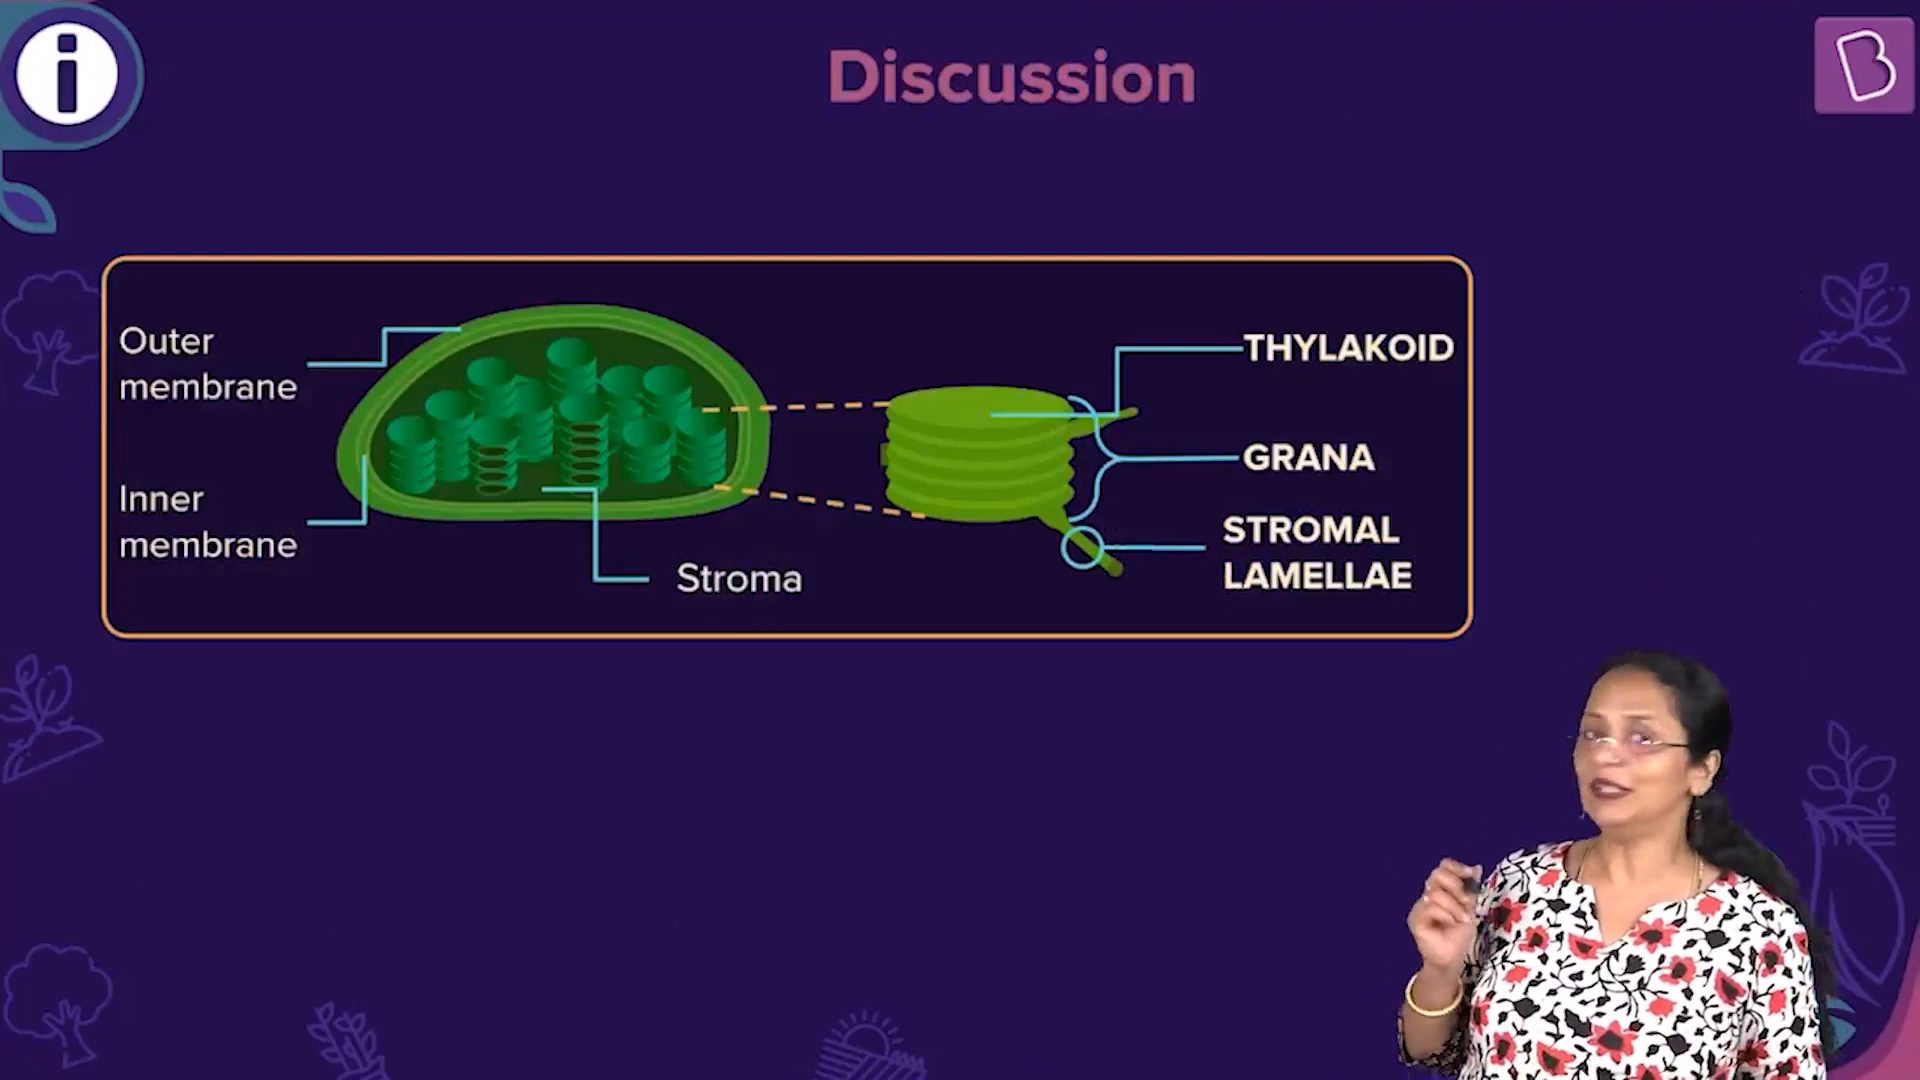 Discussion
Outer
membrane
Inner
membrane
Stroma
THYLAKOID
GRANA
STROMAL
LAMELLAE